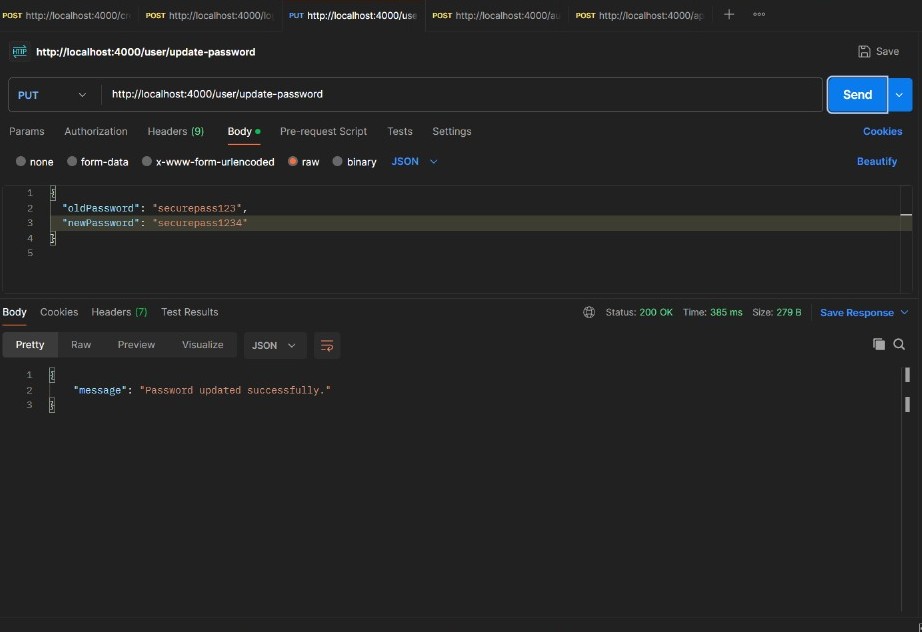 POST http://localhost:4000/cr POST http://localhost:4000/lo PUT http://localhost:4000/use POST http://localhost:4000/au POST http://localhost:4000/ap
HTTP http://localhost:4000/user/update-password Save
PUT http://localhost:4000/user/update-password Send
Params Authorization Headers (9) Body Pre-request Script Tests Settings Cookies
none form-data x-www-form-urlencoded raw binary JSON Beautify
1 {
2 "oldPassword": "securepass123",
3 "newPassword": "securepass1234"
4 }
5
Body Cookies Headers (7) Test Results Status: 200 OK Time: 385 ms Size: 279 B Save Response
Pretty Raw Preview Visualize JSON
1 {
2 "message": "Password updated successfully."
3 }